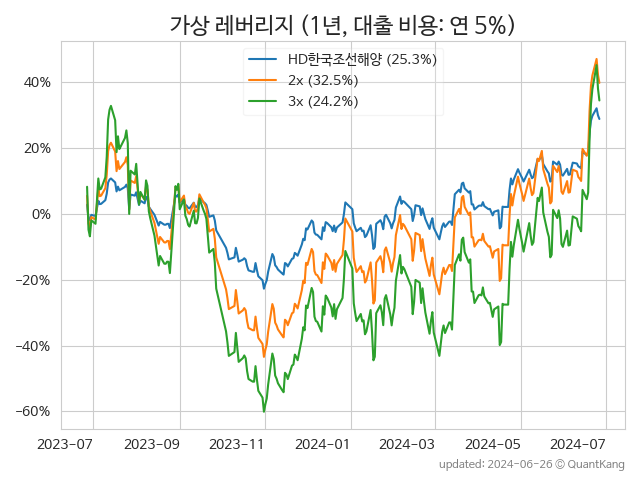 가상 레버리지 (1년, 대출 비용: 연 5%)
HD한국조선해양 (25.3%)
2x (32.5%)
3x (24.2%)
40%
20%
0%
−20%
−40%
−60%
2023-07 2023-09 2023-11 2024-01 2024-03 2024-05 2024-07
updated: 2024-06-26 ⓒ QuantKang